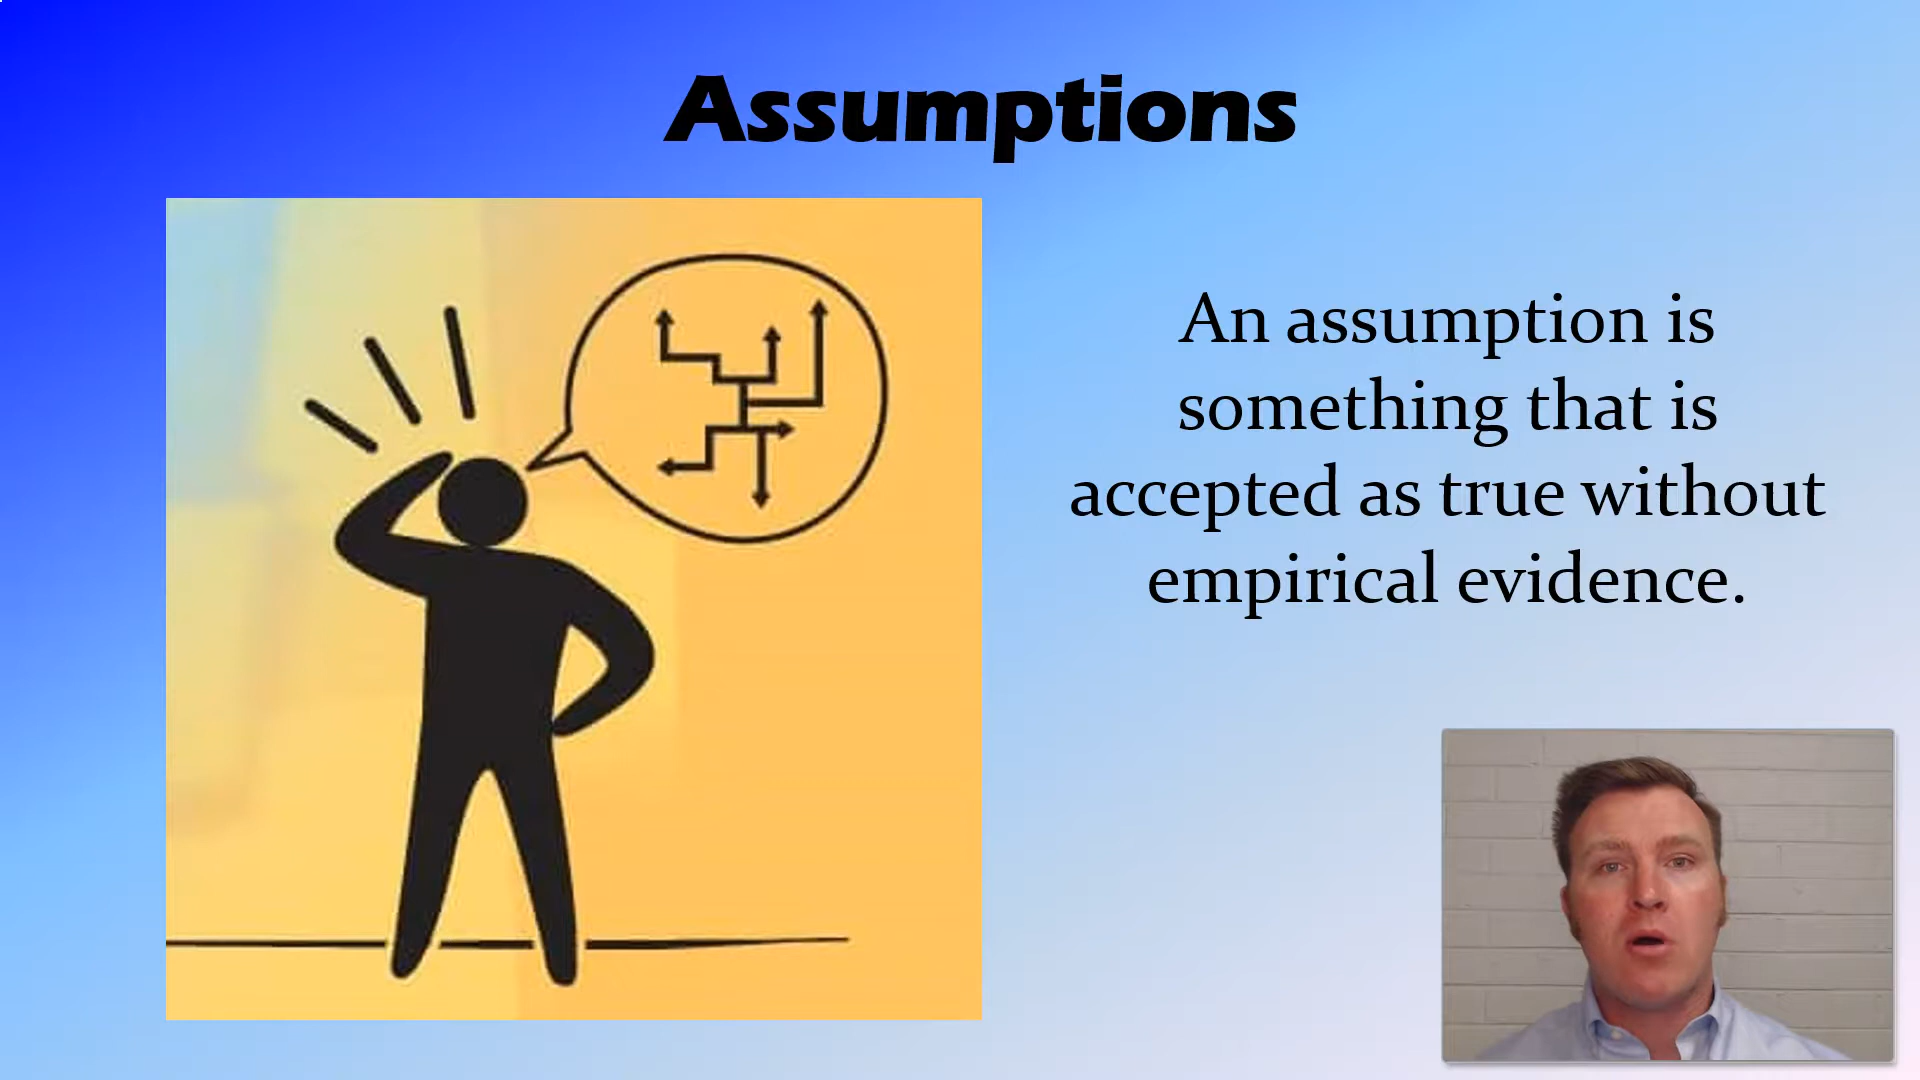 Assumptions
An assumption is
something that is
accepted as true without
empirical evidence.